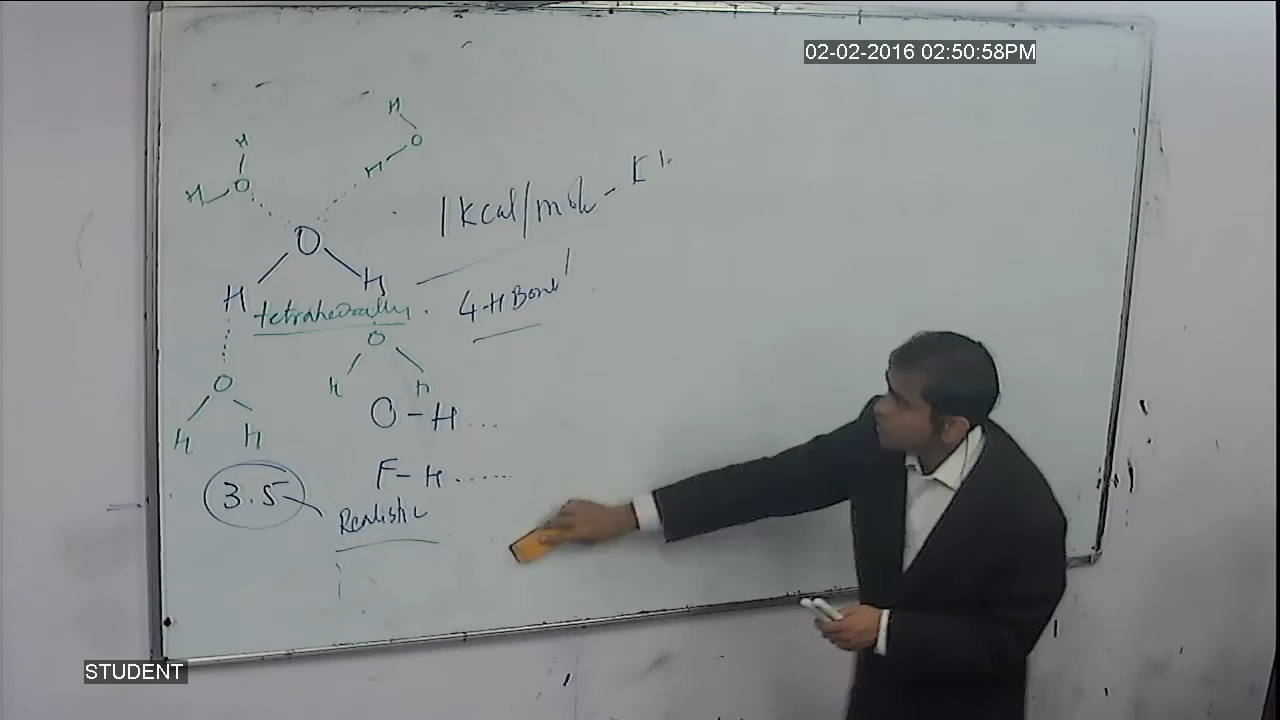 02-02-2016 02:50:58PM
H
O
H
H
O
H
O
H
H
1 Kcal/mole -
tetrahedrally. 4-H Bond
O
H
H
O
H
H
O - H ...
F - H ......
3.5
Realistic
STUDENT